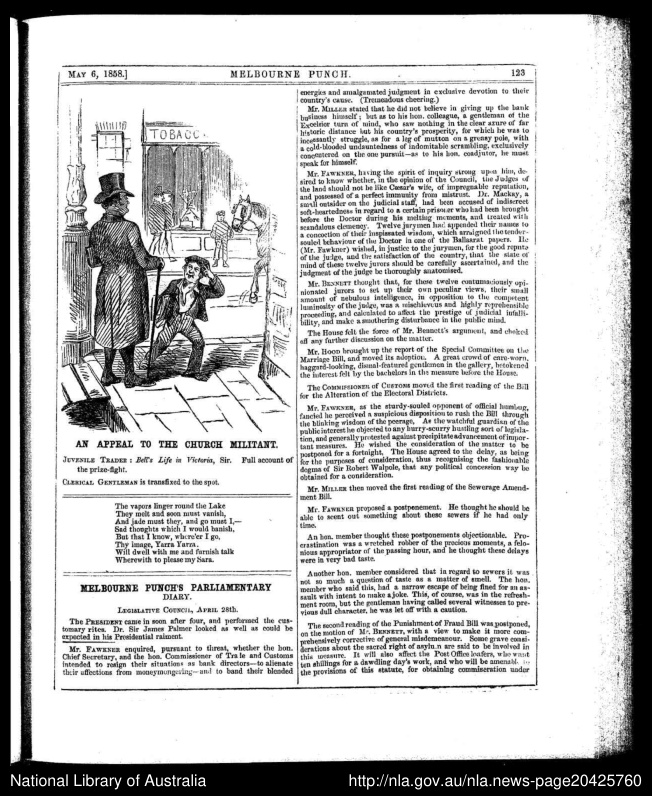 MAY 6, 1858.]
MELBOURNE PUNCH.
123
TOBACC
AN APPEAL TO THE CHURCH MILITANT.
JUVENILE TRADER : Bell's Life in Victoria, Sir. Full account of
the prize-fight.
CLERICAL GENTLEMAN is transfixed to the spot.
The vapors linger round the Lake
They melt and soon must vanish,
And jade must they, and go must I,—
Sad thoughts which I would banish,
But that I know, where'er I go,
Thy image, Yarra Yarra.
Will dwell with me and furnish talk
Wherewith to please my Sara.
MELBOURNE PUNCH'S PARLIAMENTARY
DIARY.
LEGISLATIVE COUNCIL, APRIL 28th.
The PRESIDENT came in soon after four, and performed the cus-
tomary rites. Dr. Sir James Palmer looked as well as could be
expected in his Presidential raiment.
Mr. FAWKNER enquired, pursuant to threat, whether the hon.
Chief Secretary, and the hon. Commissioner of Trade and Customs
intended to resign their situations as bank directors—to alienate
their affections from moneymongering—and to band their blended
energies and amalgamated judgment in exclusive devotion to their
country's cause. (Tremendous cheering.)
Mr. MILLER stated that he did not believe in giving up the bank
business himself; but as to his hon. colleague, a gentleman of the
Excelsior turn of mind, who saw nothing in the clear azure of far
historic distance but his country's prosperity, for which he was to
incessantly struggle, as for a leg of mutton on a greasy pole, with
a cold-blooded undauntedness of indomitable scrambling, exclusively
concentered on the one pursuit—as to his hon. coadjutor, he must
speak for himself.
Mr. FAWKNER, having the spirit of inquiry strong upon him, de-
sired to know whether, in the opinion of the Council, the Judges of
the land should not be like Cæsar's wife, of impregnable reputation,
and possessed of a perfect immunity from mistrust. Dr. Mackay, a
small outsider on the judicial staff, had been accused of indiscreet
soft-heartedness in regard to a certain prisoner who had been brought
before the Doctor during his melting moments, and treated with
scandalous clemency. Twelve jurymen had appended their names to
a concoction of their inspissated wisdom, which arraigned the tender-
souled behaviour of the Doctor in one of the Ballaarat papers. He
(Mr. Fawkner) wished, in justice to the jurymen, for the good repute
of the judge, and the satisfaction of the country, that the state of
mind of these twelve jurors should be carefully ascertained, and the
judgment of the judge be thoroughly anatomised.
Mr. BENNETT thought that, for these twelve contumaciously opi-
nionated jurors to set up their own peculiar views, their small
amount of nebulous intelligence, in opposition to the competent
luminosity of the judge, was a mischievous and highly reprehensible
proceeding, and calculated to affect the prestige of judicial infalli-
bility, and make a smothering disturbance in the public mind.
The House felt the force of Mr. Bennett's argument, and choked
off any further discussion on the matter.
Mr. HOOD brought up the report of the Special Committee on the
Marriage Bill, and moved its adoption. A great crowd of care-worn,
haggard-looking, dismal-featured gentlemen in the gallery, betokened
the interest felt by the bachelors in the measure before the House.
The COMMISSIONER OF CUSTOMS moved the first reading of the Bill
for the Alteration of the Electoral Districts.
Mr. FAWKNER, as the sturdy-souled opponent of official humbug,
fancied he perceived a suspicious disposition to rush the Bill through
the blinking wisdom of the peerage. As the watchful guardian of the
public interest he objected to any hurry-scurry hustling sort of legisla-
tion, and generally protested against precipitate advancement of impor-
tant measures. He wished the consideration of the matter to be
postponed for a fortnight. The House agreed to the delay, as being
for the purposes of consideration, thus recognising the fashionable
dogma of Sir Robert Walpole, that any political concession way be
obtained for a consideration.
Mr. MILLER then moved the first reading of the Sewerage Amend-
ment Bill.
Mr. FAWKNER proposed a postponement. He thought he should be
able to scent out something about these sewers if he had only
time.
An hon. member thought these postponements objectionable. Pro-
crastination was a wretched robber of the precious moments, a felo-
nious appropriator of the passing hour, and he thought these delays
were in very bad taste.
Another hon. member considered that in regard to sewers it was
not so much a question of taste as a matter of smell. The hon.
member who said this, had a narrow escape of being fined for an as-
sault with intent to make a joke. This, of course, was in the refresh-
ment room, but the gentleman having called several witnesses to pre-
vious dull character, he was let off with a caution.
The second reading of the Punishment of Fraud Bill was postponed,
on the motion of Mr. BENNETT, with a view to make it more com-
prehensively corrective of general misdemeanour. Some grave consi-
derations about the sacred right of asylum are said to be involved in
this measure. It will also affect the Post Office loafers, who want
ten shillings for a dawdling day's work, and who will be amenable to
the provisions of this statute, for obtaining commiseration under
National Library of Australia
http://nla.gov.au/nla.news-page20425760